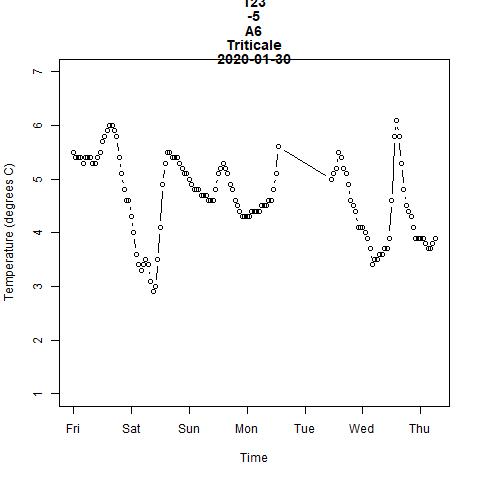 123
-5
A6
Triticale
2020-01-30
Temperature (degrees C)
7
6
5
4
3
2
1
Fri Sat Sun Mon Tue Wed Thu
Time